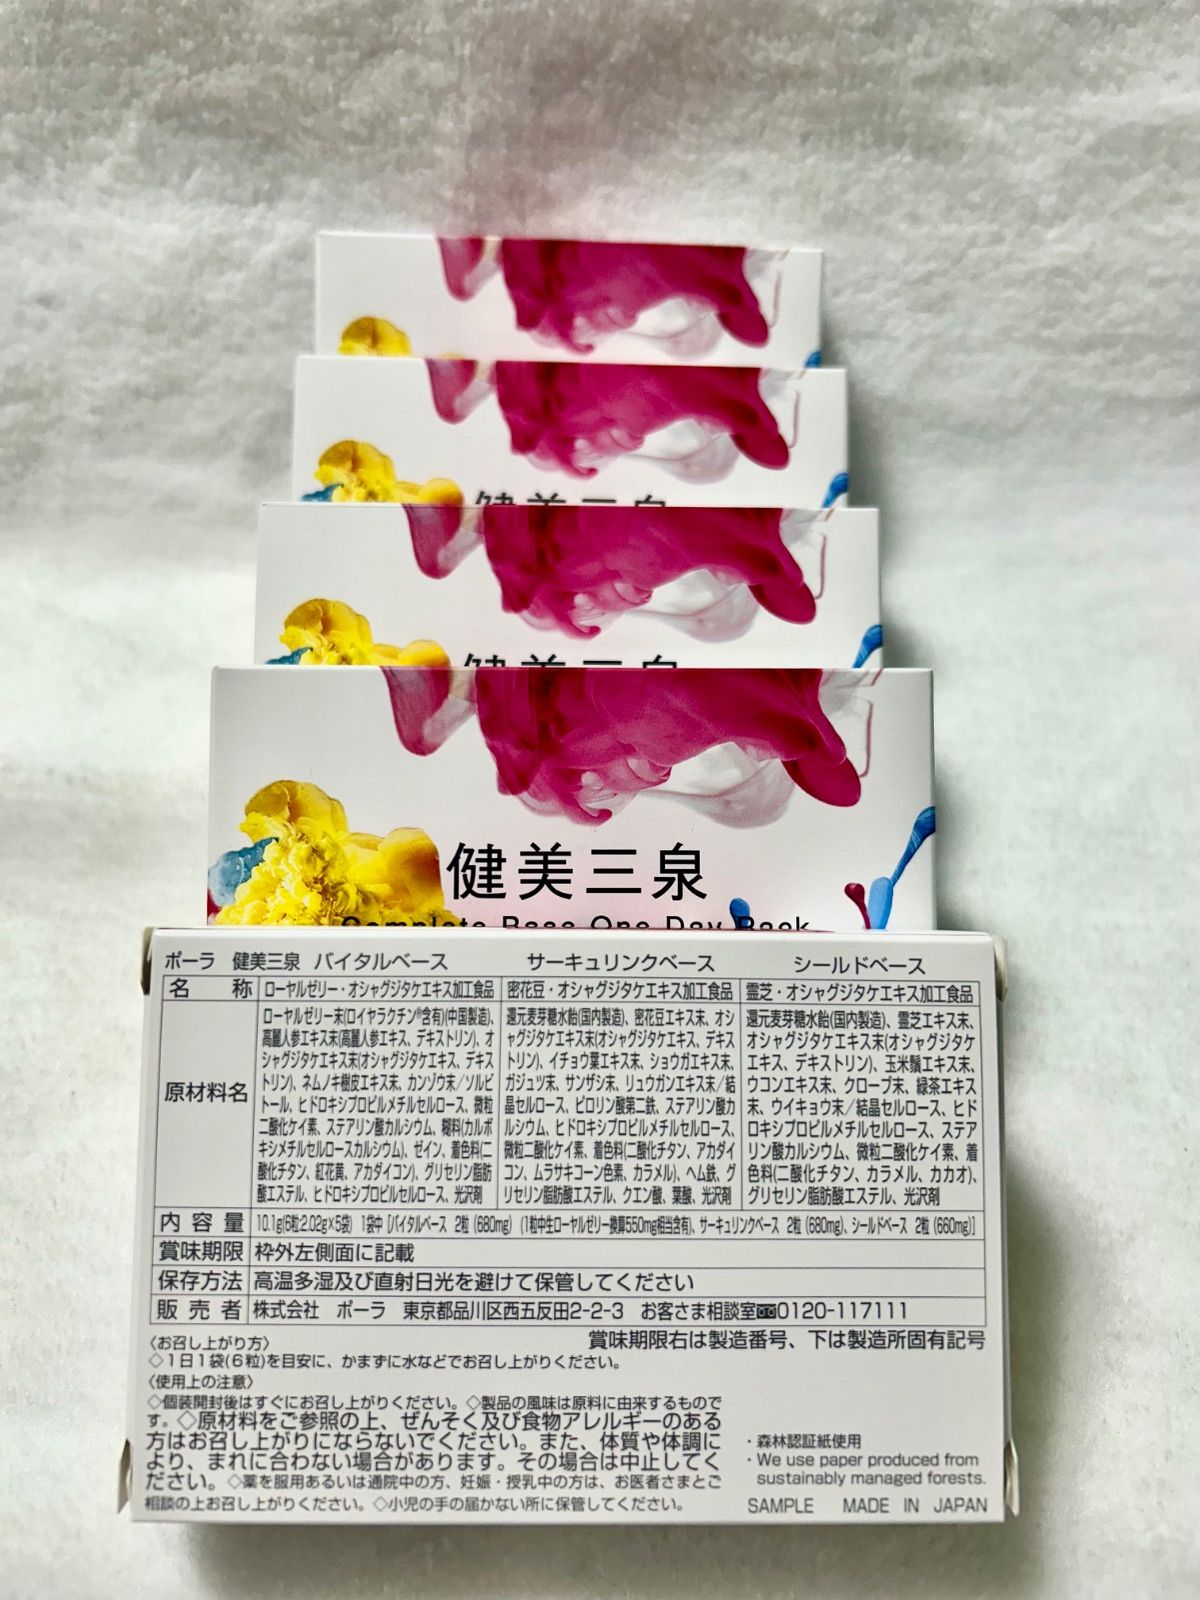 健美三泉
健美三泉
健美三泉
Complete Base One Day Pack
ポーラ 健美三泉 バイタルベース サーキュリンクベース シールドベース
名称 ローヤルゼリー・オシャグジタケエキス加工食品 密花豆・オシャグジタケエキス加工食品 霊芝・オシャグジタケエキス加工食品
原材料名
ローヤルゼリー末(ロイヤラクチン®含有)(中国製造)、
高麗人参エキス末(高麗人参エキス、デキストリン)、オ
シャグジタケエキス末(オシャグジタケエキス、デキス
トリン)、ネムノキ樹皮エキス末、カンゾウ末/ソルビ
トール、ヒドロキシプロピルメチルセルロース、微粒
二酸化ケイ素、ステアリン酸カルシウム、糊料(カルボ
キシメチルセルロースカルシウム)、ゼイン、着色料(二
酸化チタン、紅花黄、アカダイコン)、グリセリン脂肪
酸エステル、ヒドロキシプロピルセルロース、光沢剤
還元麦芽糖水飴(国内製造)、密花豆エキス末、オシ
ャグジタケエキス末(オシャグジタケエキス、デキス
トリン)、イチョウ葉エキス末、ショウガエキス末、
ガジュツ末、サンザシ末、リュウガンエキス末/結
晶セルロース、ピロリン酸第二鉄、ステアリン酸カ
ルシウム、ヒドロキシプロピルメチルセルロース、
微粒二酸化ケイ素、着色料(二酸化チタン、アカダイ
コン、ムラサキコーン色素、カラメル)、ヘム鉄、グ
リセリン脂肪酸エステル、クエン酸、葉酸、光沢剤
還元麦芽糖水飴(国内製造)、霊芝エキス末、
オシャグジタケエキス末(オシャグジタケ
エキス、デキストリン)、玉米鬚エキス末、
ウコンエキス末、クローブ末、緑茶エキス
末、ウイキョウ末/結晶セルロース、ヒド
ロキシプロピルメチルセルロース、ステア
リン酸カルシウム、微粒二酸化ケイ素、着
色料(二酸化チタン、カラメル、カカオ)、
グリセリン脂肪酸エステル、光沢剤
内容量 10.1g(6粒:2.02g×5袋) 1袋中 [バイタルベース 2粒(680mg) (1粒中生ローヤルゼリー換算550mg相当含有)、サーキュリンクベース 2粒(680mg)、シールドベース 2粒(660mg)]
賞味期限 枠外左側面に記載
保存方法 高温多湿及び直射日光を避けて保管してください
販売者 株式会社 ポーラ 東京都品川区西五反田2-2-3 お客さま相談室0120-117111
賞味期限右は製造番号、下は製造所固有記号
〈お召し上がり方〉
◇1日1袋(6粒)を目安に、かまずに水などでお召し上がりください。
〈使用上の注意〉
◇個装開封後はすぐにお召し上がりください。◇製品の風味は原料に由来するもので
す。◇原材料をご参照の上、ぜんそく及び食物アレルギーのある
方はお召し上がりにならないでください。また、体質や体調に
より、まれに合わない場合があります。その場合は中止してく
ださい。◇薬を服用あるいは通院中の方、妊娠・授乳中の方は、お医者さまとご
相談の上お召し上がりください。◇小児の手の届かない所に保管してください。
・森林認証紙使用
・We use paper produced from
sustainably managed forests.
SAMPLE MADE IN JAPAN